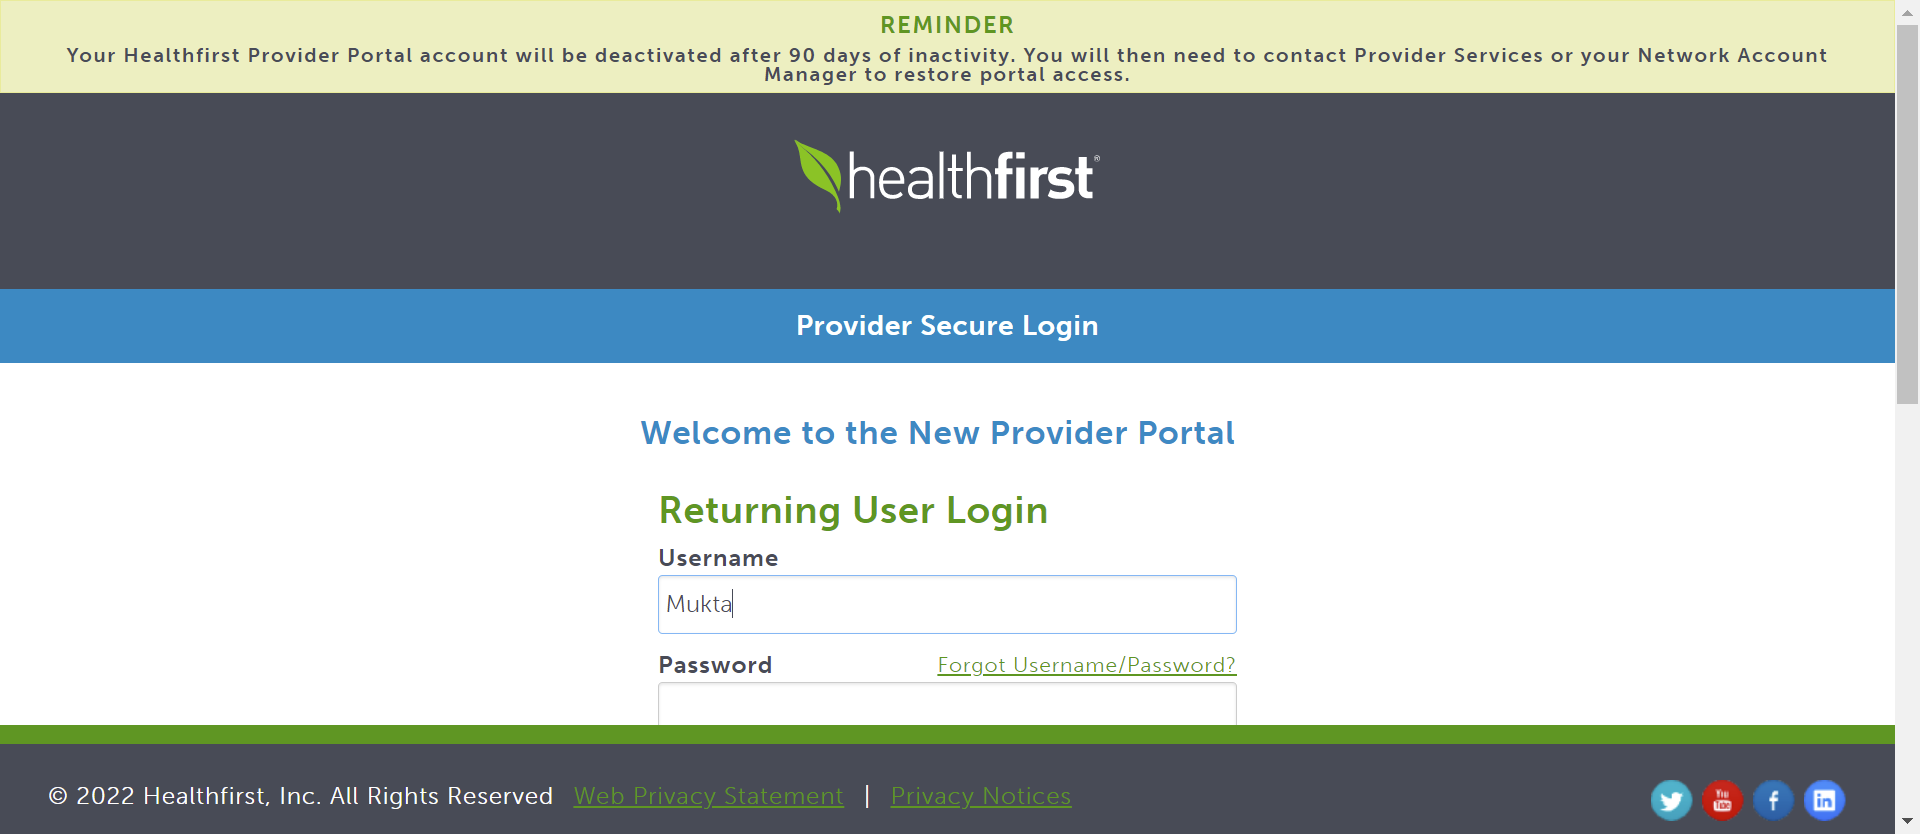 REMINDER
Your Healthfirst Provider Portal account will be deactivated after 90 days of inactivity. You will then need to contact Provider Services or your Network Account
Manager to restore portal access.
healthfirst®
Provider Secure Login
Welcome to the New Provider Portal
Returning User Login
Username
Mukta
Password Forgot Username/Password?
© 2022 Healthfirst, Inc. All Rights Reserved Web Privacy Statement | Privacy Notices
You Tube f in